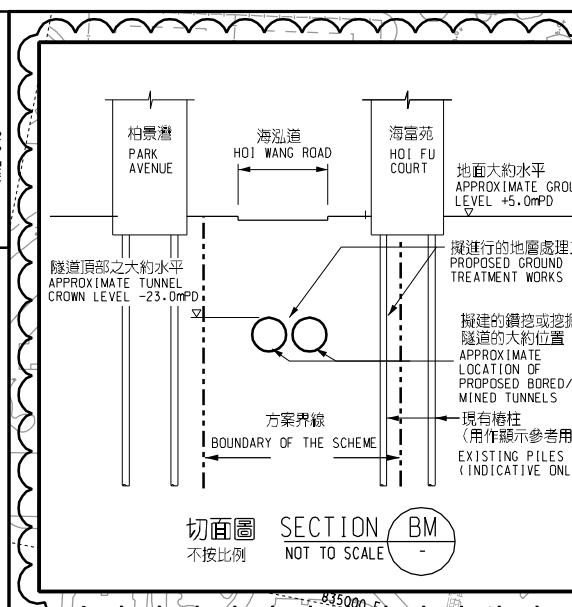 柏景灣
PARK
AVENUE
海泓道
HOI WANG ROAD
海富苑
HOI FU
COURT
地面大約水平
APPROXIMATE
LEVEL +5.0mPD
隧道頂部之大約水平
APPROXIMATE TUNNEL
CROWN LEVEL -23.0mPD
擬進行的地層處理
PROPOSED GROUND
TREATMENT WORKS
擬建的鑽挖或挖
隧道的大約位置
APPROXIMATE
LOCATION OF
PROPOSED BORED/
MINED TUNNELS
方案界線
BOUNDARY OF THE SCHEME
現有樁柱
(用作顯示參考用
EXISTING PILES
(INDICATIVE
切面圖 SECTION BM
不按比例 NOT TO SCALE -
835000 E